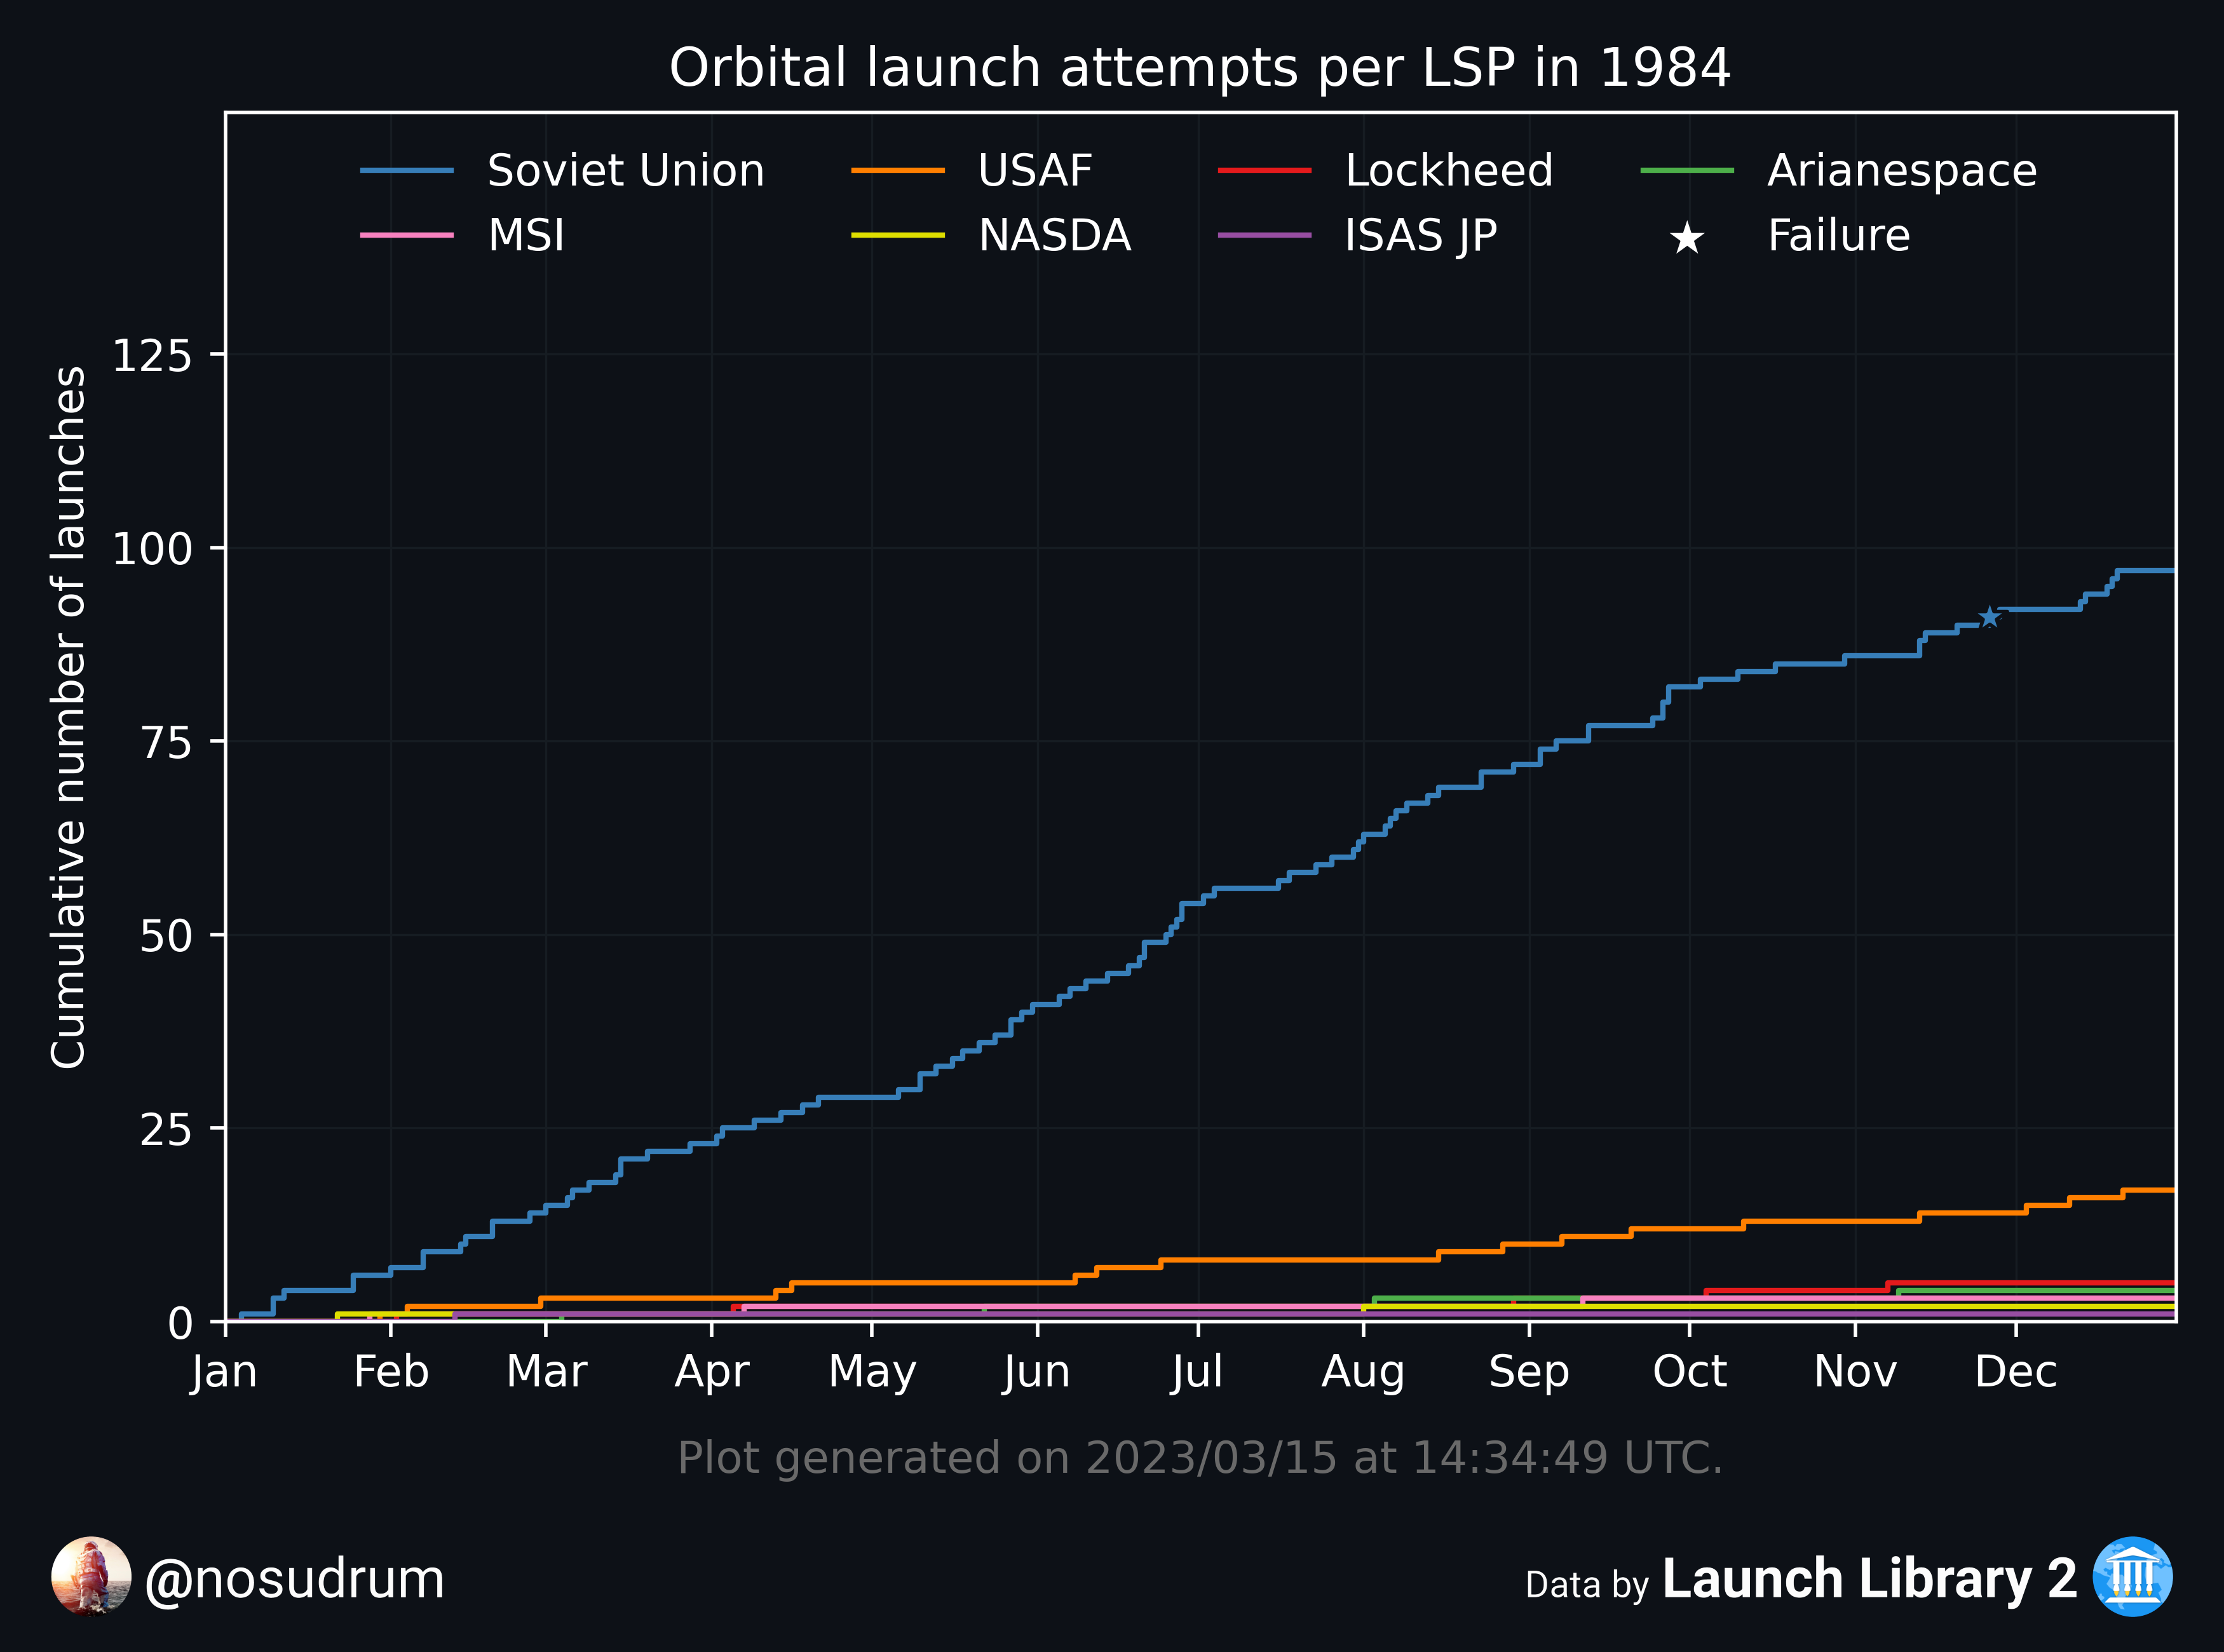 Orbital launch attempts per LSP in 1984
Soviet Union USAF Lockheed Arianespace
MSI NASDA ISAS JP Failure
Cumulative number of launches
125
100
75
50
25
0
Jan Feb Mar Apr May Jun Jul Aug Sep Oct Nov Dec
Plot generated on 2023/03/15 at 14:34:49 UTC.
@nosudrum
Data by Launch Library 2